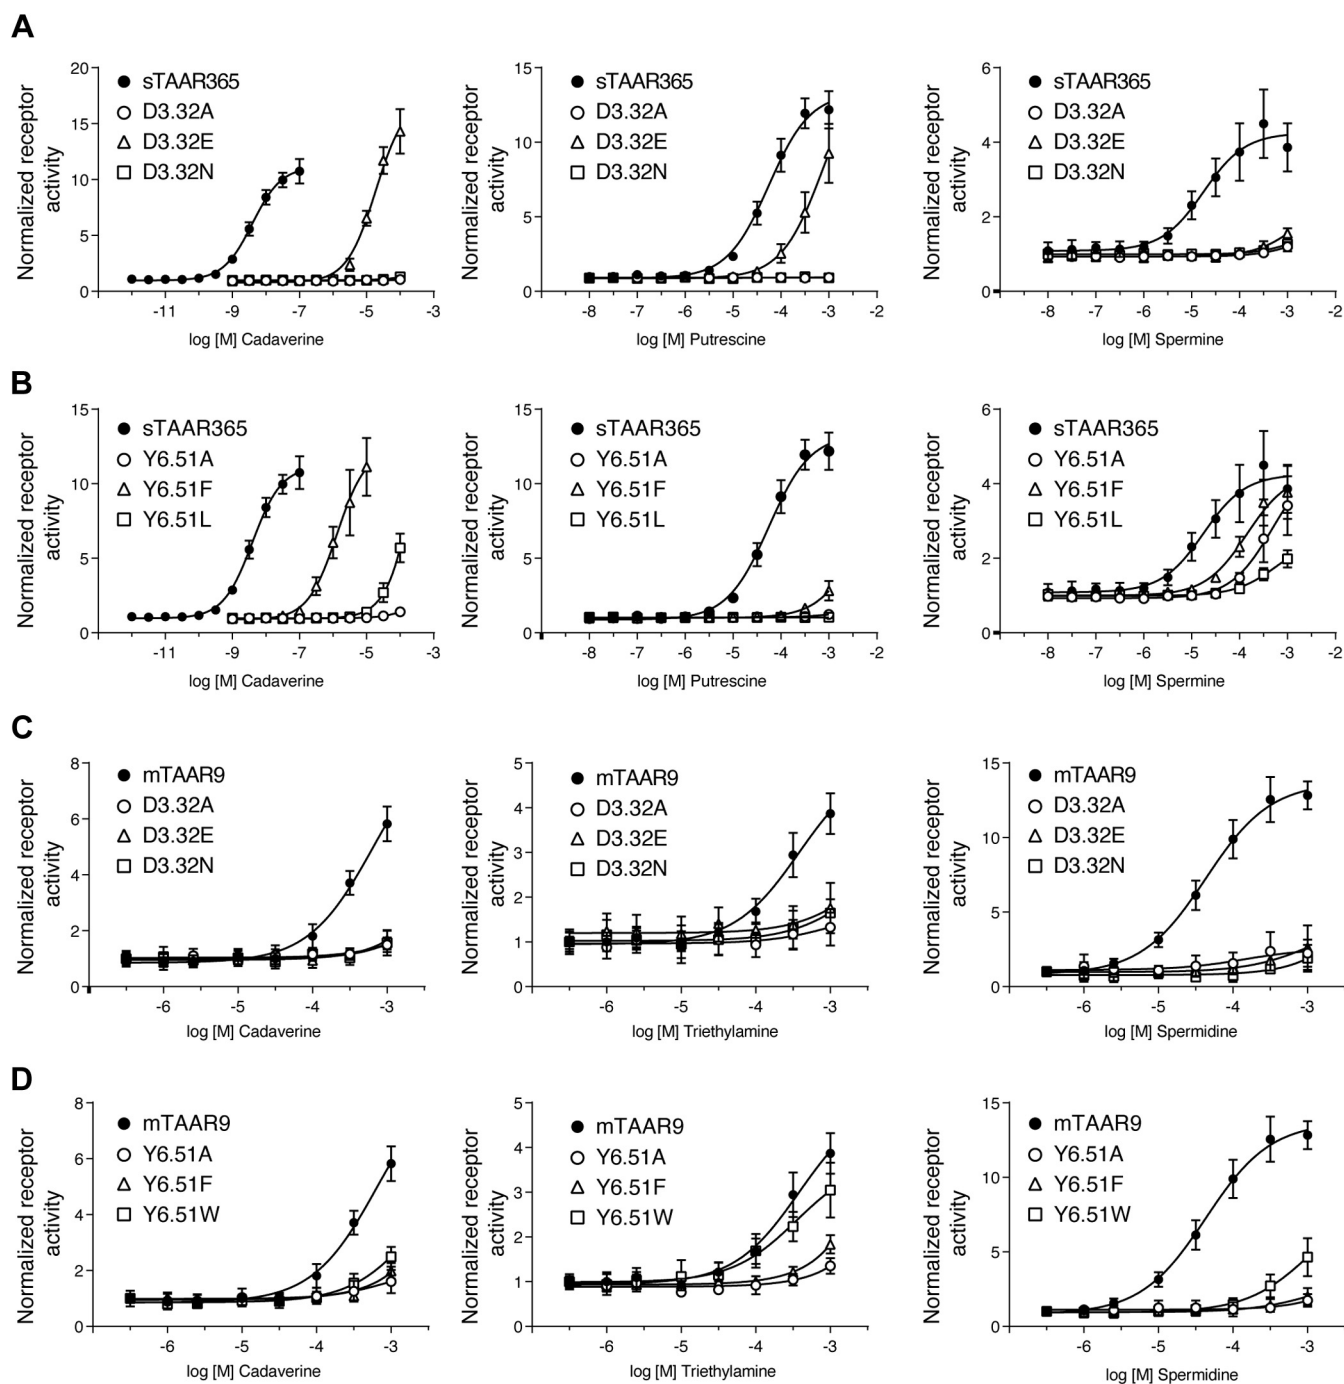 A
Normalized receptor
activity
20
15
10
5
0
sTAAR365
D3.32A
D3.32E
D3.32N
-11
-9
-7
-5
-3
log [M] Cadaverine
Normalized receptor
activity
15
10
5
0
sTAAR365
D3.32A
D3.32E
D3.32N
-8
-7
-6
-5
-4
-3
-2
log [M] Putrescine
Normalized receptor
activity
6
4
2
0
sTAAR365
D3.32A
D3.32E
D3.32N
-8
-7
-6
-5
-4
-3
-2
log [M] Spermine
B
Normalized receptor
activity
15
10
5
0
sTAAR365
Y6.51A
Y6.51F
Y6.51L
-11
-9
-7
-5
-3
log [M] Cadaverine
Normalized receptor
activity
15
10
5
0
sTAAR365
Y6.51A
Y6.51F
Y6.51L
-8
-7
-6
-5
-4
-3
-2
log [M] Putrescine
Normalized receptor
activity
6
4
2
0
sTAAR365
Y6.51A
Y6.51F
Y6.51L
-8
-7
-6
-5
-4
-3
-2
log [M] Spermine
C
Normalized receptor
activity
8
6
4
2
0
mTAAR9
D3.32A
D3.32E
D3.32N
-6
-5
-4
-3
log [M] Cadaverine
Normalized receptor
activity
5
4
3
2
1
0
mTAAR9
D3.32A
D3.32E
D3.32N
-6
-5
-4
-3
log [M] Triethylamine
Normalized receptor
activity
15
10
5
0
mTAAR9
D3.32A
D3.32E
D3.32N
-6
-5
-4
-3
log [M] Spermidine
D
Normalized receptor
activity
8
6
4
2
0
mTAAR9
Y6.51A
Y6.51F
Y6.51W
-6
-5
-4
-3
log [M] Cadaverine
Normalized receptor
activity
5
4
3
2
1
0
mTAAR9
Y6.51A
Y6.51F
Y6.51W
-6
-5
-4
-3
log [M] Triethylamine
Normalized receptor
activity
15
10
5
0
mTAAR9
Y6.51A
Y6.51F
Y6.51W
-6
-5
-4
-3
log [M] Spermidine